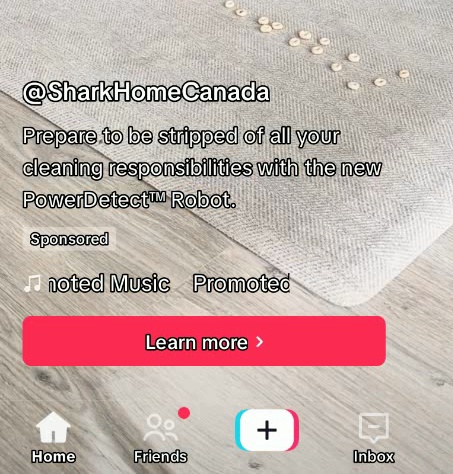 @SharkHomeCanada
Prepare to be stripped of all your
cleaning responsibilities with the new
PowerDetect™ Robot.
Sponsored
noted Music Promoted
Learn more >
Home
Friends
Inbox